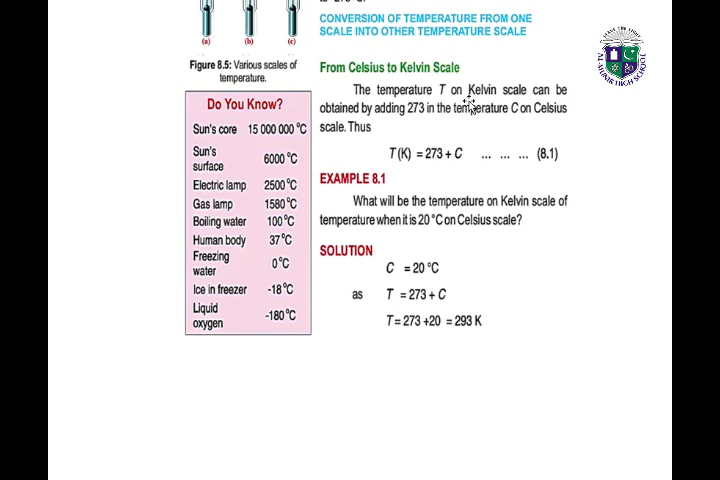 (a)
(b)
(c)
Figure 8.5: Various scales of
temperature.
Do You Know?
Sun's core 15 000 000 °C
Sun's
surface 6000 °C
Electric lamp 2500°C
Gas lamp 1580°C
Boiling water 100°C
Human body 37°C
Freezing
water 0°C
Ice in freezer -18°C
Liquid
oxygen -180°C
CONVERSION OF TEMPERATURE FROM ONE
SCALE INTO OTHER TEMPERATURE SCALE
From Celsius to Kelvin Scale
The temperature T on Kelvin scale can be
obtained by adding 273 in the temperature C on Celsius
scale. Thus
T (K) = 273 + C ... ... ... (8.1)
EXAMPLE 8.1
What will be the temperature on Kelvin scale of
temperature when it is 20 °C on Celsius scale?
SOLUTION
C = 20 °C
as T = 273 + C
T = 273 +20 = 293 K
AL-MUNIR HIGH SCHOOL